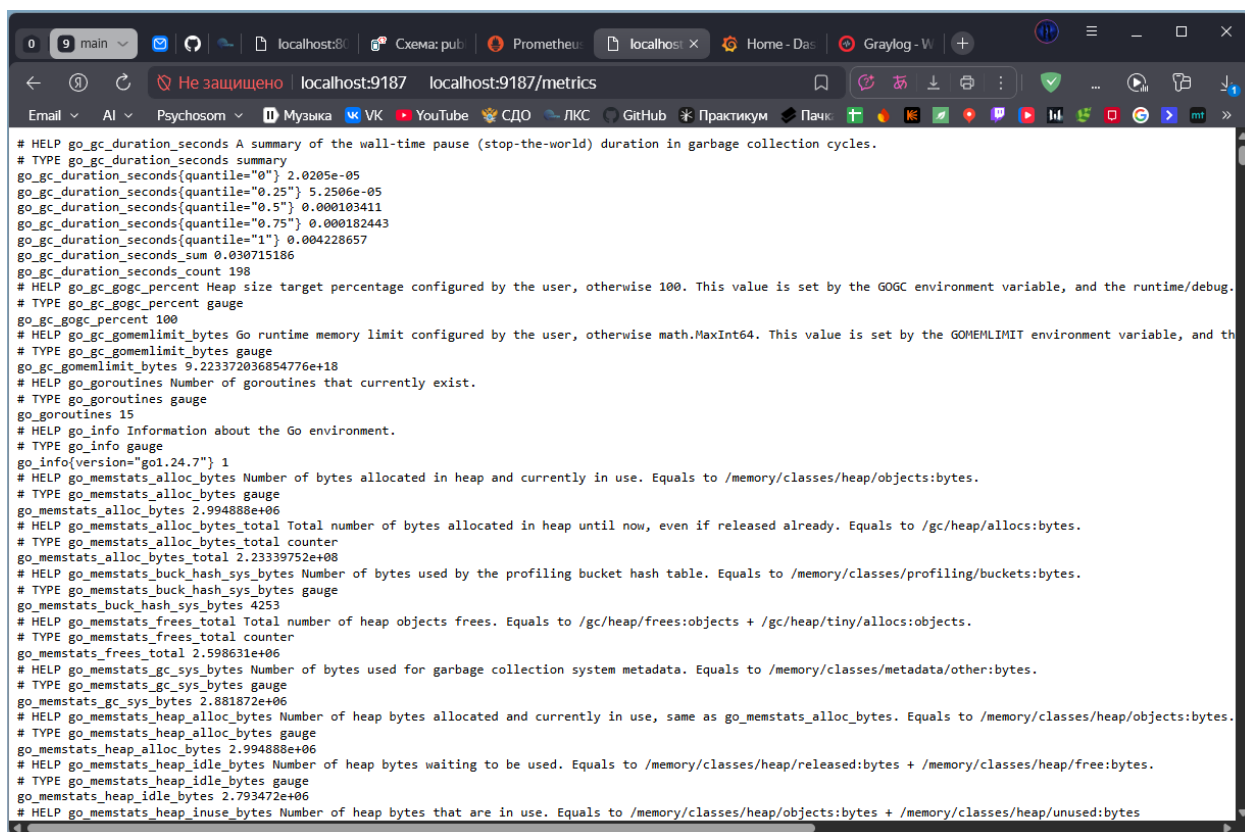 0
9 main
localhost:80
Схема: pub
Prometheu
localhost
Home - Das
Graylog - W
Не защищено localhost:9187 localhost:9187/metrics
Email AI Psychosom Музыка VK YouTube СДО ЛКС GitHub Практикум Пачк
# HELP go_gc_duration_seconds A summary of the wall-time pause (stop-the-world) duration in garbage collection cycles.
# TYPE go_gc_duration_seconds summary
go_gc_duration_seconds{quantile="0"} 2.0205e-05
go_gc_duration_seconds{quantile="0.25"} 5.2506e-05
go_gc_duration_seconds{quantile="0.5"} 0.000103411
go_gc_duration_seconds{quantile="0.75"} 0.000182443
go_gc_duration_seconds{quantile="1"} 0.004228657
go_gc_duration_seconds_sum 0.030715186
go_gc_duration_seconds_count 198
# HELP go_gc_gogc_percent Heap size target percentage configured by the user, otherwise 100. This value is set by the GOGC environment variable, and the runtime/debug.
# TYPE go_gc_gogc_percent gauge
go_gc_gogc_percent 100
# HELP go_gc_gomemlimit_bytes Go runtime memory limit configured by the user, otherwise math.MaxInt64. This value is set by the GOMEMLIMIT environment variable, and th
# TYPE go_gc_gomemlimit_bytes gauge
go_gc_gomemlimit_bytes 9.223372036854776e+18
# HELP go_goroutines Number of goroutines that currently exist.
# TYPE go_goroutines gauge
go_goroutines 15
# HELP go_info Information about the Go environment.
# TYPE go_info gauge
go_info{version="go1.24.7"} 1
# HELP go_memstats_alloc_bytes Number of bytes allocated in heap and currently in use. Equals to /memory/classes/heap/objects:bytes.
# TYPE go_memstats_alloc_bytes gauge
go_memstats_alloc_bytes 2.994888e+06
# HELP go_memstats_alloc_bytes_total Total number of bytes allocated in heap until now, even if released already. Equals to /gc/heap/allocs:bytes.
# TYPE go_memstats_alloc_bytes_total counter
go_memstats_alloc_bytes_total 2.23339752e+08
# HELP go_memstats_buck_hash_sys_bytes Number of bytes used by the profiling bucket hash table. Equals to /memory/classes/profiling/buckets:bytes.
# TYPE go_memstats_buck_hash_sys_bytes gauge
go_memstats_buck_hash_sys_bytes 4253
# HELP go_memstats_frees_total Total number of heap objects frees. Equals to /gc/heap/frees:objects + /gc/heap/tiny/allocs:objects.
# TYPE go_memstats_frees_total counter
go_memstats_frees_total 2.598631e+06
# HELP go_memstats_gc_sys_bytes Number of bytes used for garbage collection system metadata. Equals to /memory/classes/metadata/other:bytes.
# TYPE go_memstats_gc_sys_bytes gauge
go_memstats_gc_sys_bytes 2.881872e+06
# HELP go_memstats_heap_alloc_bytes Number of heap bytes allocated and currently in use, same as go_memstats_alloc_bytes. Equals to /memory/classes/heap/objects:bytes.
# TYPE go_memstats_heap_alloc_bytes gauge
go_memstats_heap_alloc_bytes 2.994888e+06
# HELP go_memstats_heap_idle_bytes Number of heap bytes waiting to be used. Equals to /memory/classes/heap/released:bytes + /memory/classes/heap/free:bytes.
# TYPE go_memstats_heap_idle_bytes gauge
go_memstats_heap_idle_bytes 2.793472e+06
# HELP go_memstats_heap_inuse_bytes Number of heap bytes that are in use. Equals to /memory/classes/heap/objects:bytes + /memory/classes/heap/unused:bytes